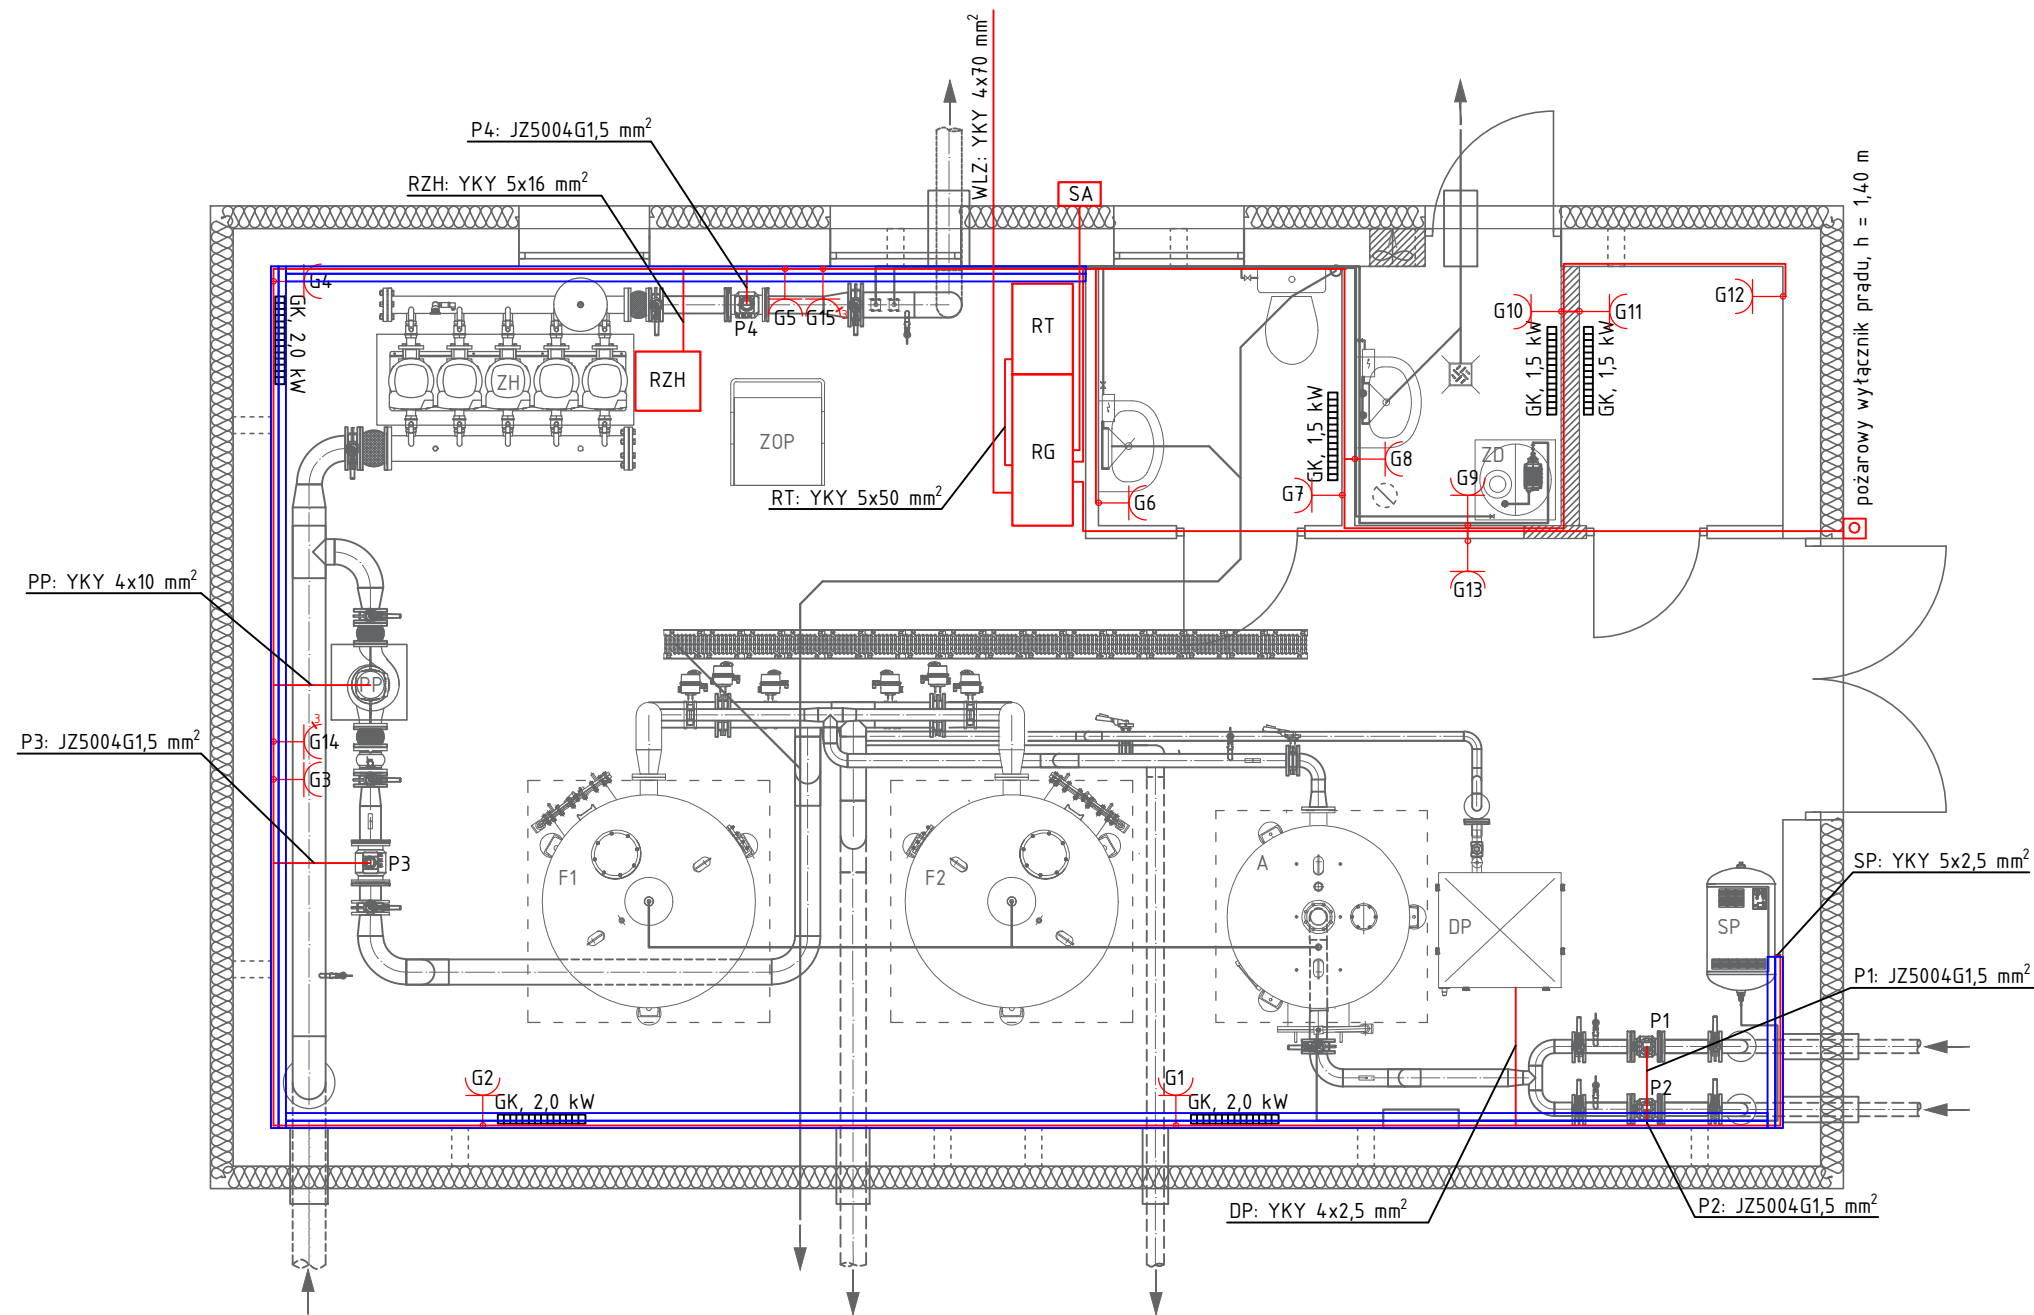 WLZ: YKY 4x70 mm²
P4: JZ5004G1,5 mm²
RZH: YKY 5x16 mm²
SA
pożarowy wyłącznik prądu, h = 1,40 m
G4
GK, 2,0 kW
P4
G5
G15
3
RT
G10
G11
G12
GK, 1,5 kW
GK, 1,5 kW
ZH
RZH
ZOP
RG
GK, 1,5 kW
G8
ZD
G9
G7
G6
RT: YKY 5x50 mm²
G13
PP: YKY 4x10 mm²
PP
3
G14
P3: JZ5004G1,5 mm²
G3
P3
F1
F2
A
DP
SP
SP: YKY 5x2,5 mm²
P1: JZ5004G1,5 mm²
P1
G2
GK, 2,0 kW
G1
GK, 2,0 kW
P2
DP: YKY 4x2,5 mm²
P2: JZ5004G1,5 mm²